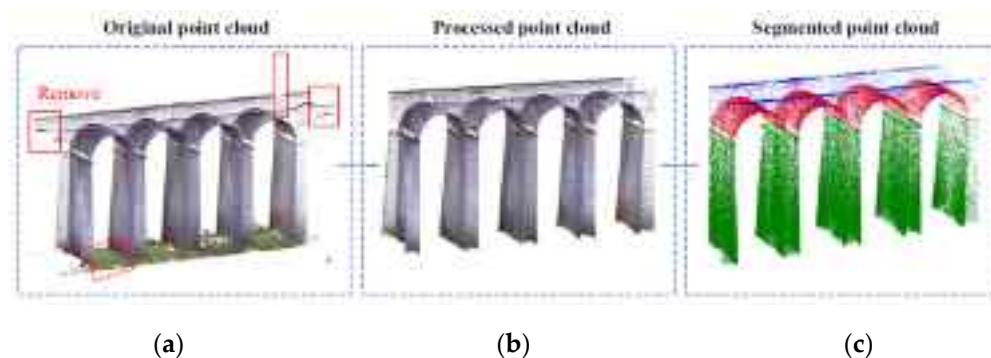 Original point cloud
Processed point cloud
Segmented point cloud
Remove
(a)
(b)
(c)